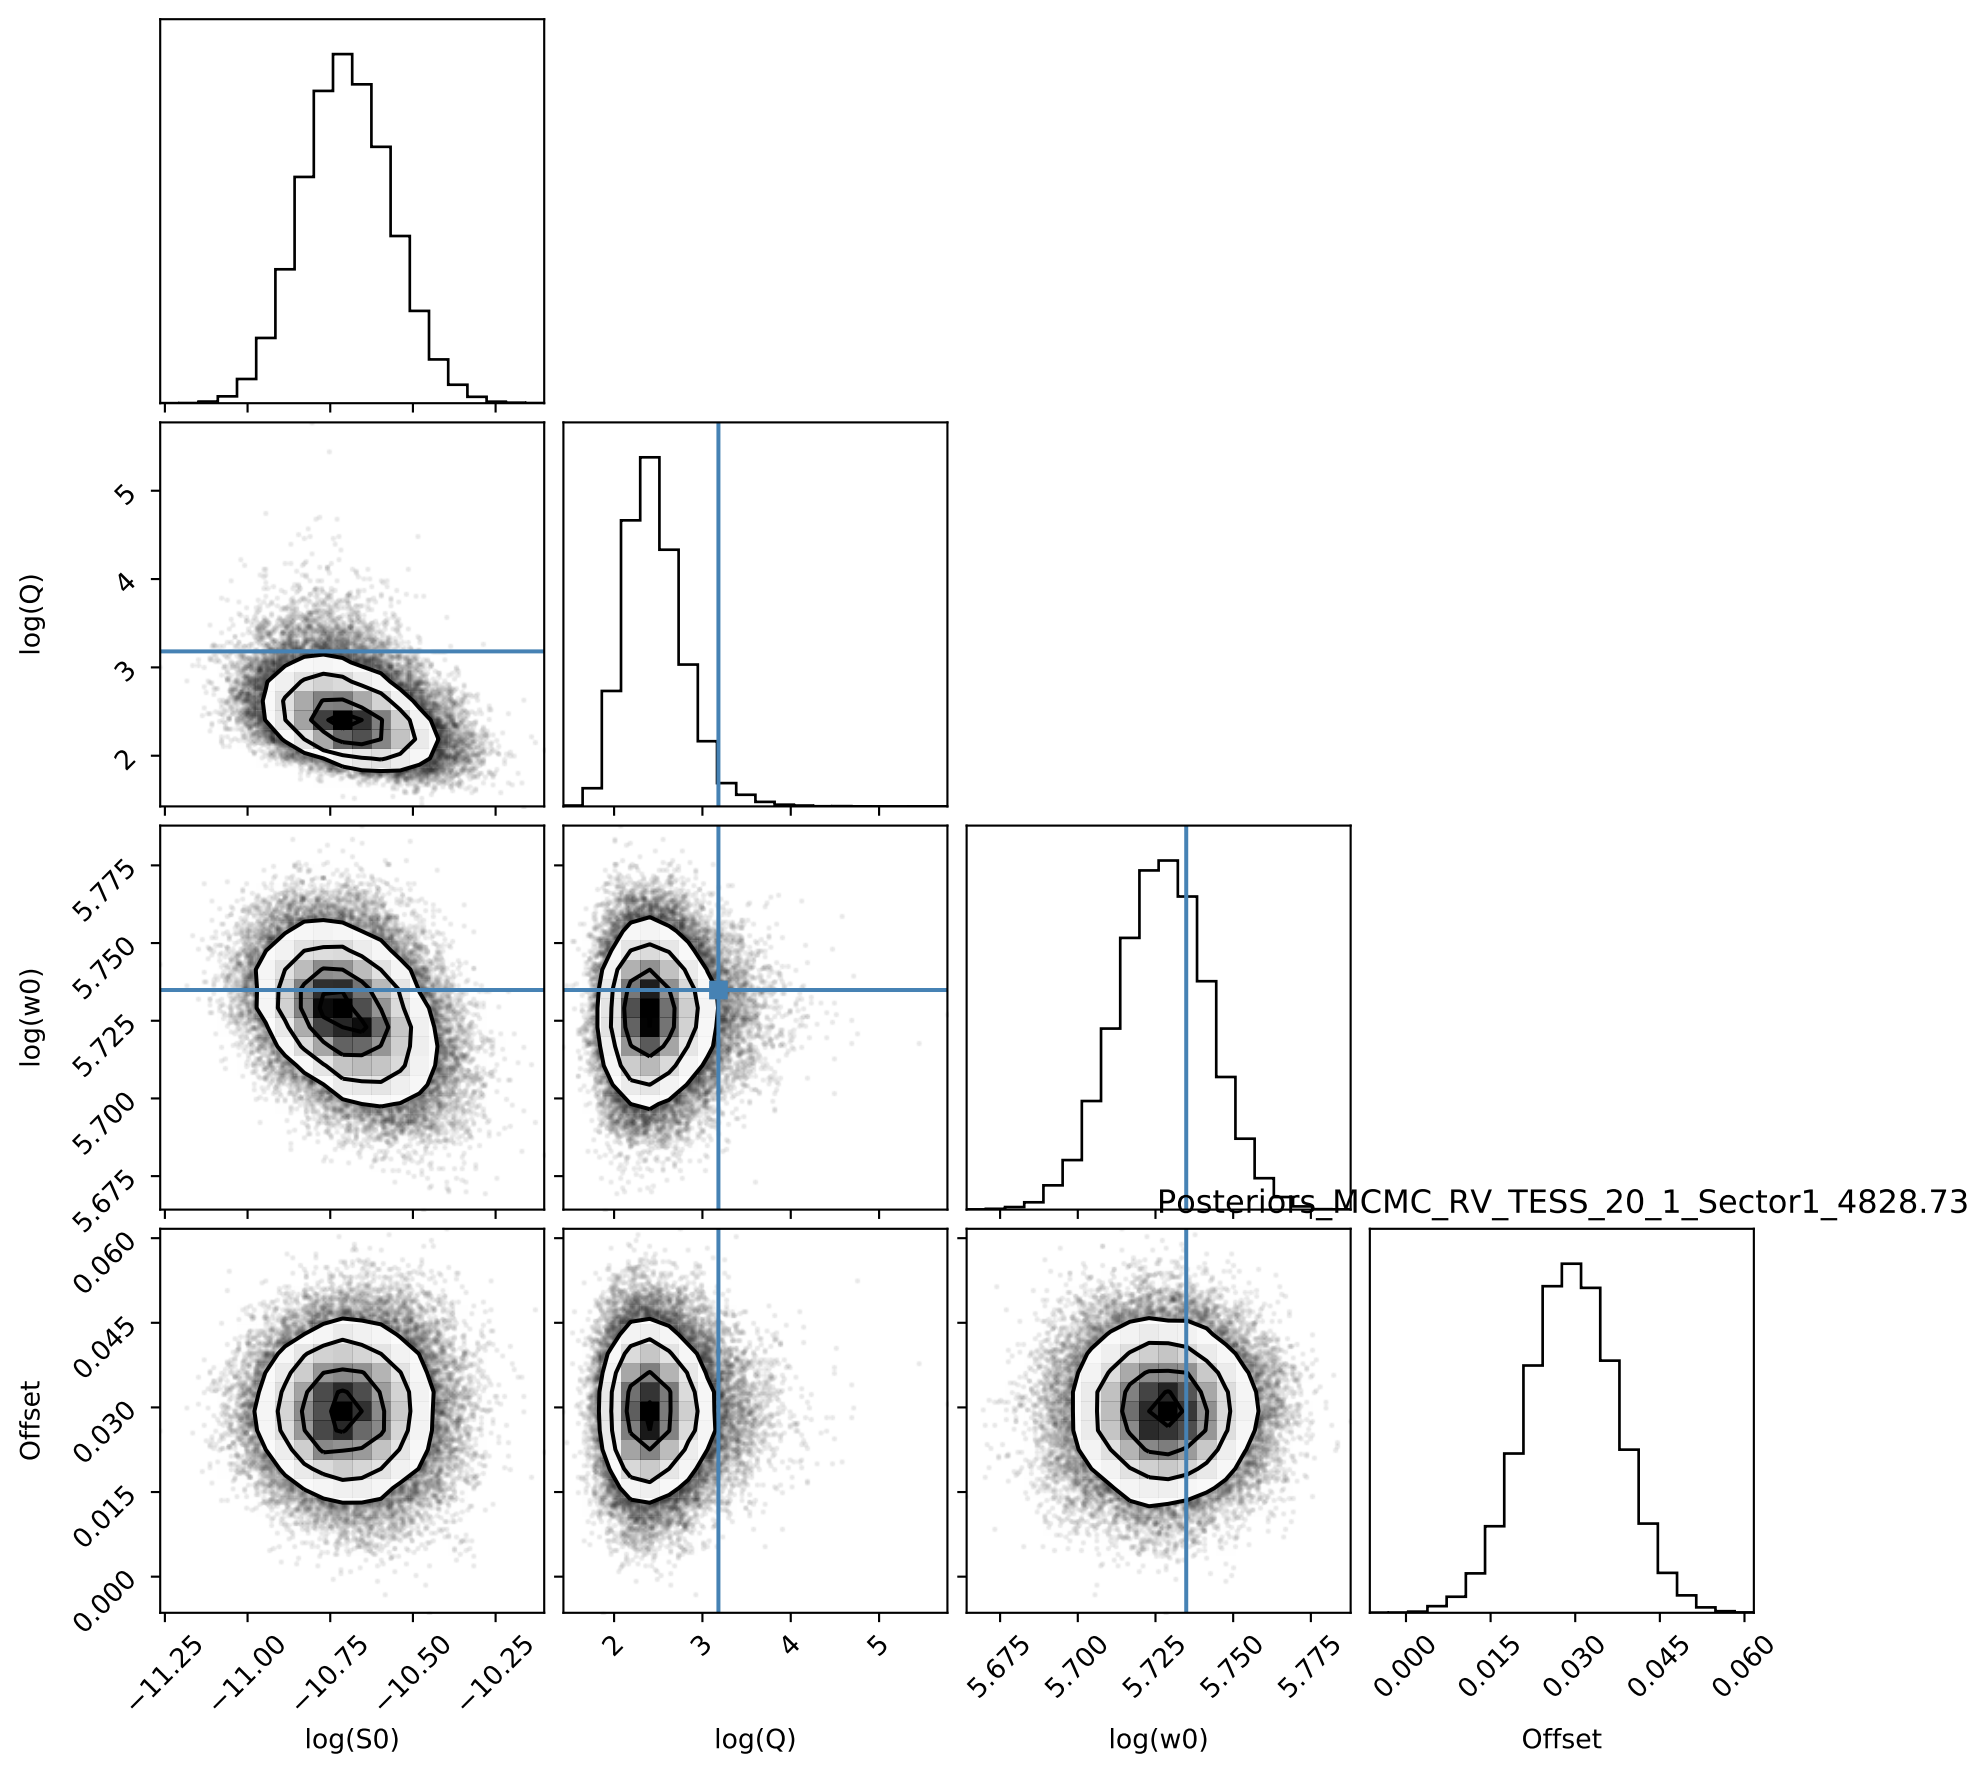 5
4
3
2
log(Q)
5.775
5.750
5.725
5.700
5.675
log(w0)
Posteriors_MCMC_RV_TESS_20_1_Sector1_4828.73
0.060
0.045
0.030
0.015
0.000
Offset
−11.25 −11.00 −10.75 −10.50 −10.25 2 3 4 5 5.675 5.700 5.725 5.750 5.775 0.000 0.015 0.030 0.045 0.060
log(S0) log(Q) log(w0) Offset